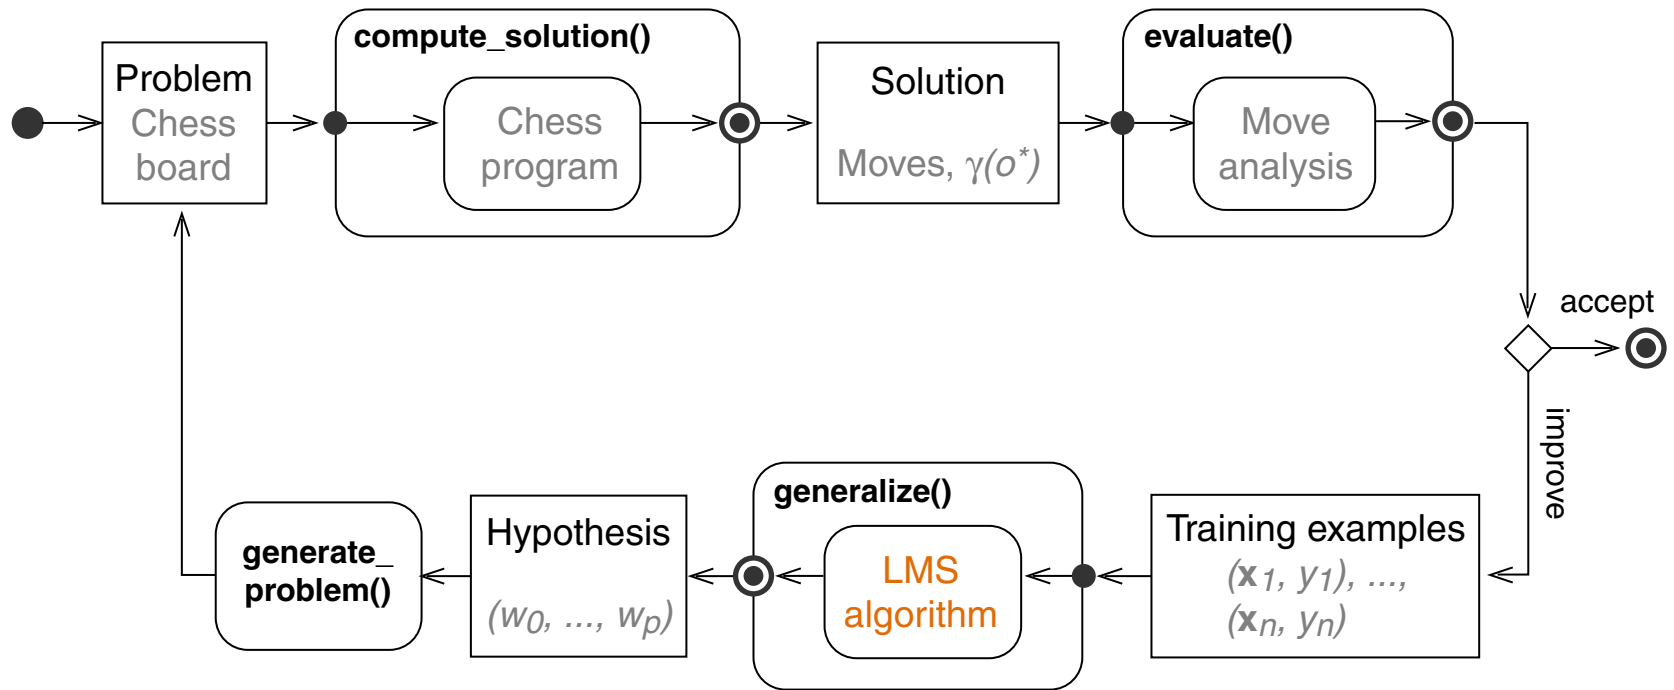 compute_solution()
evaluate()
Problem
Chess
board
Chess
program
Solution
Moves, γ(o*)
Move
analysis
accept
improve
generate_
problem()
Hypothesis
(w0, ..., wp)
generalize()
LMS
algorithm
Training examples
(x1, y1), ...,
(xn, yn)